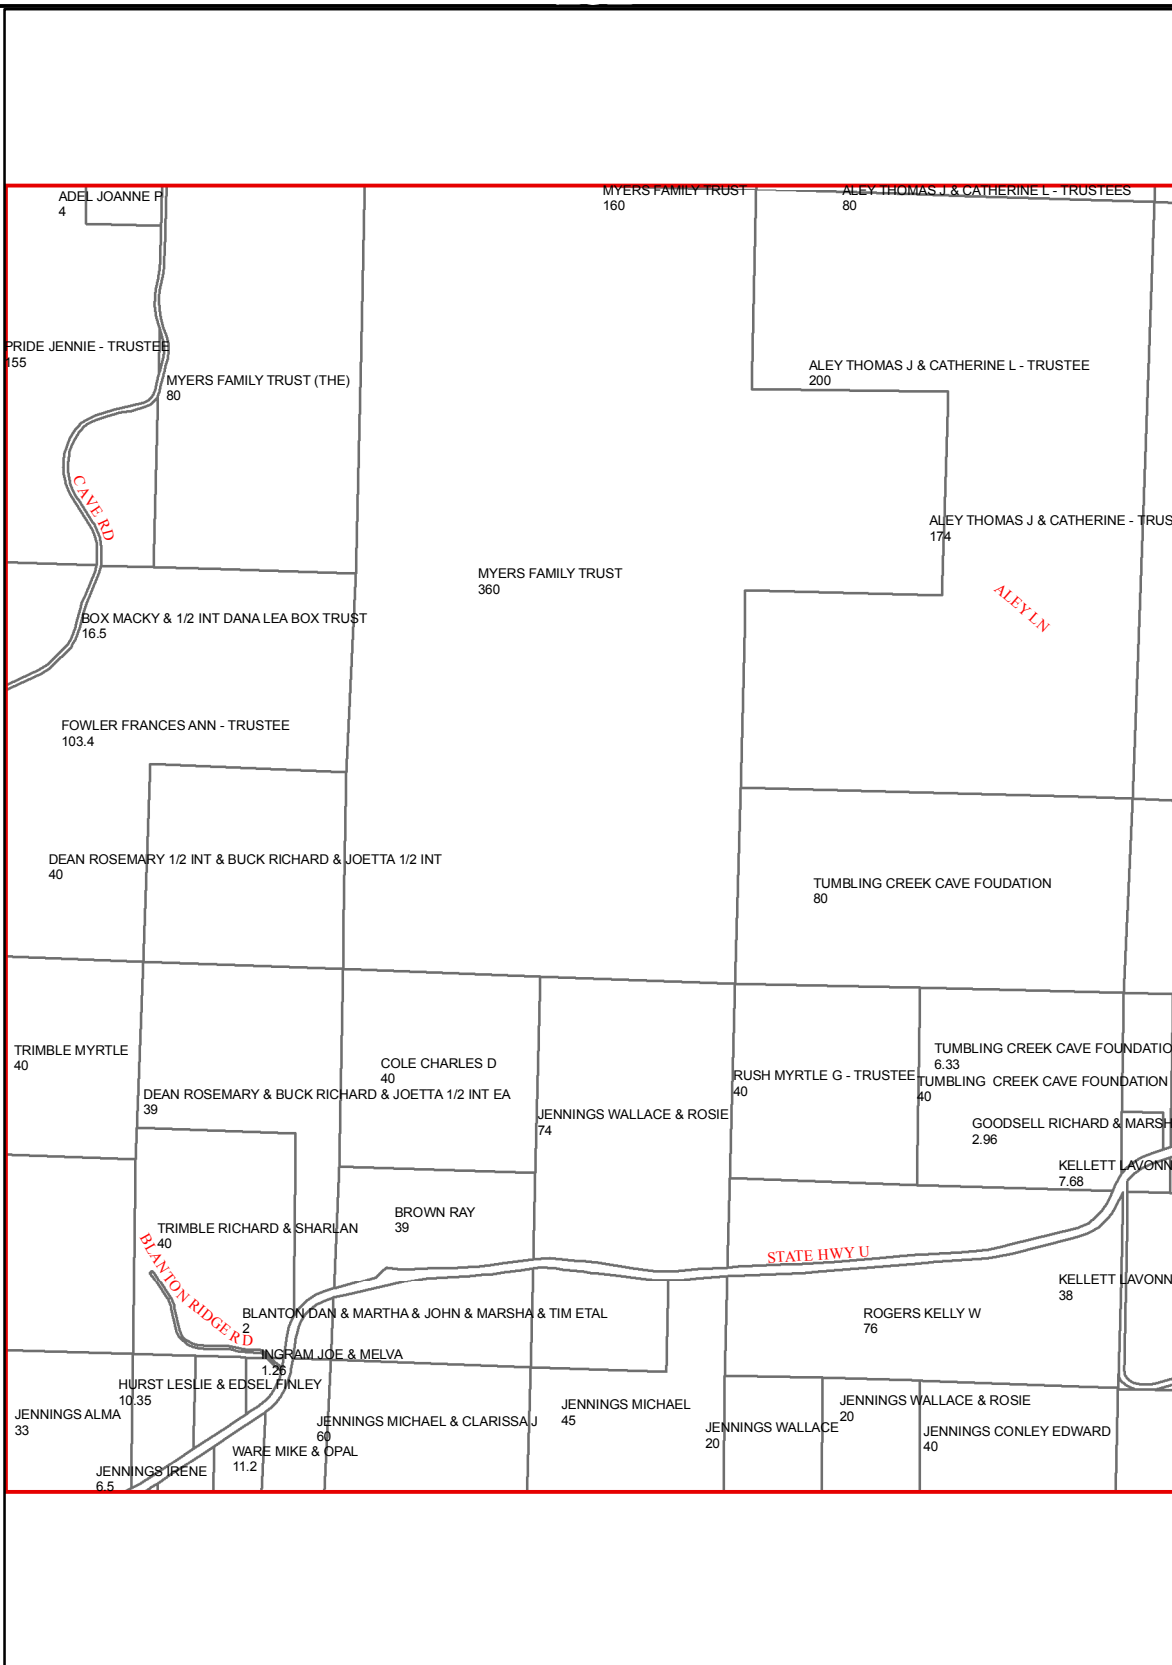 ADEL JOANNE P
4
MYERS FAMILY TRUST
160
ALEY THOMAS J & CATHERINE L - TRUSTEES
80
PRIDE JENNIE - TRUSTEE
155
MYERS FAMILY TRUST (THE)
80
ALEY THOMAS J & CATHERINE L - TRUSTEE
200
CAVE RD
ALEY THOMAS J & CATHERINE - TRUS
174
MYERS FAMILY TRUST
360
ALEY LN
BOX MACKY & 1/2 INT DANA LEA BOX TRUST
16.5
FOWLER FRANCES ANN - TRUSTEE
103.4
DEAN ROSEMARY 1/2 INT & BUCK RICHARD & JOETTA 1/2 INT
40
TUMBLING CREEK CAVE FOUDATION
80
TRIMBLE MYRTLE
40
COLE CHARLES D
40
TUMBLING CREEK CAVE FOUNDATIO
6.33
RUSH MYRTLE G - TRUSTEE
40
TUMBLING CREEK CAVE FOUNDATION
40
DEAN ROSEMARY & BUCK RICHARD & JOETTA 1/2 INT EA
39
JENNINGS WALLACE & ROSIE
74
GOODSELL RICHARD & MARSH
2.96
KELLETT LAVONN
7.68
BROWN RAY
39
TRIMBLE RICHARD & SHARLAN
40
BLANTON RIDGE RD
STATE HWY U
KELLETT LAVONN
38
BLANTON DAN & MARTHA & JOHN & MARSHA & TIM ETAL
2
ROGERS KELLY W
76
INGRAM JOE & MELVA
1.26
HURST LESLIE & EDSEL FINLEY
10.35
JENNINGS ALMA
33
JENNINGS MICHAEL & CLARISSA J
60
JENNINGS MICHAEL
45
JENNINGS WALLACE
20
JENNINGS WALLACE & ROSIE
20
JENNINGS CONLEY EDWARD
40
WARE MIKE & OPAL
11.2
JENNINGS IRENE
6.5